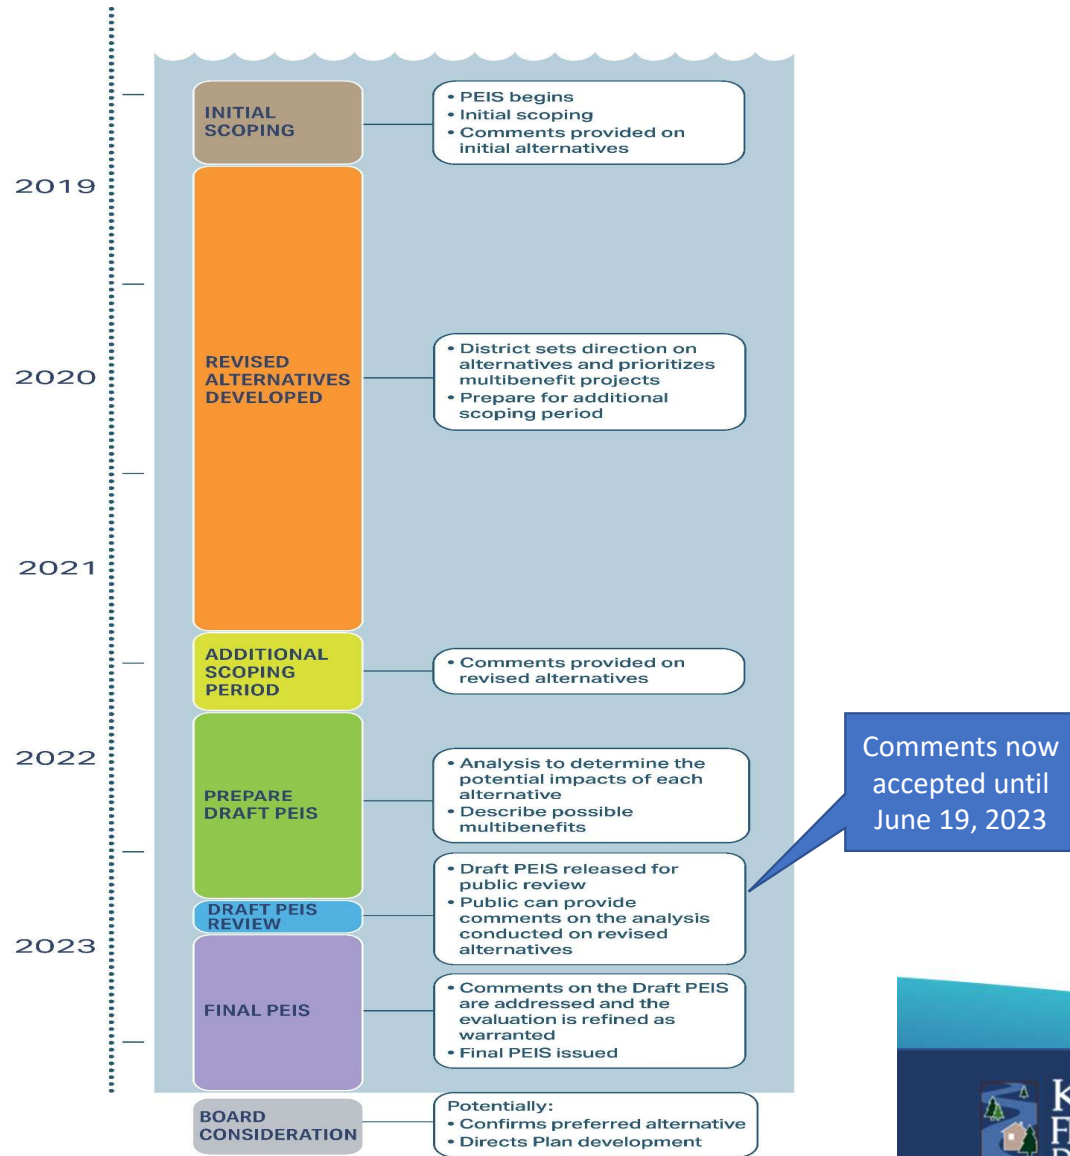 INITIAL
SCOPING
• PEIS begins
• Initial scoping
• Comments provided on
initial alternatives
2019
REVISED
ALTERNATIVES
DEVELOPED
• District sets direction on
alternatives and prioritizes
multibenefit projects
• Prepare for additional
scoping period
2020
2021
ADDITIONAL
SCOPING
PERIOD
• Comments provided on
revised alternatives
2022
PREPARE
DRAFT PEIS
• Analysis to determine the
potential impacts of each
alternative
• Describe possible
multibenefits
Comments now
accepted until
June 19, 2023
DRAFT PEIS
REVIEW
• Draft PEIS released for
public review
• Public can provide
comments on the analysis
conducted on revised
alternatives
2023
FINAL PEIS
• Comments on the Draft PEIS
are addressed and the
evaluation is refined as
warranted
• Final PEIS issued
BOARD
CONSIDERATION
Potentially:
• Confirms preferred alternative
• Directs Plan development